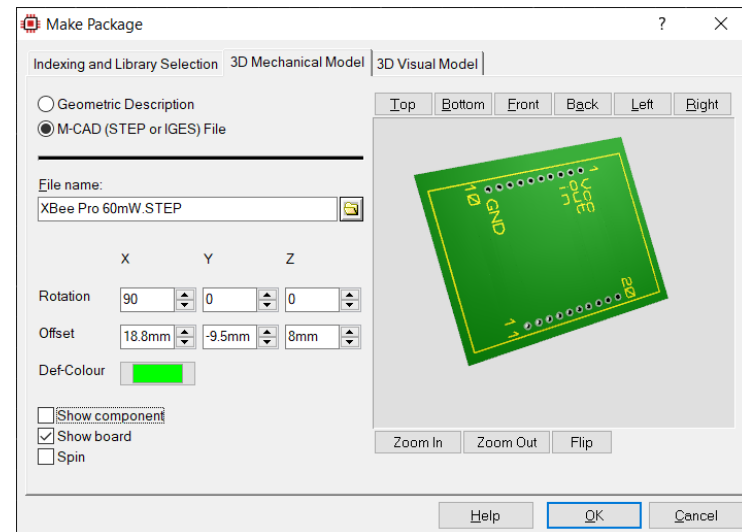 Make Package
?
Indexing and Library Selection
3D Mechanical Model
3D Visual Model
Geometric Description
M-CAD (STEP or IGES) File
File name:
XBee Pro 60mW.STEP
X Y Z
Rotation 90 0 0
Offset 18.8mm -9.5mm 8mm
Def-Colour
Show component
Show board
Spin
Top Bottom Front Back Left Right
10 1
GND
VCC
OUT
IN
20
11
Zoom In Zoom Out Flip
Help OK Cancel